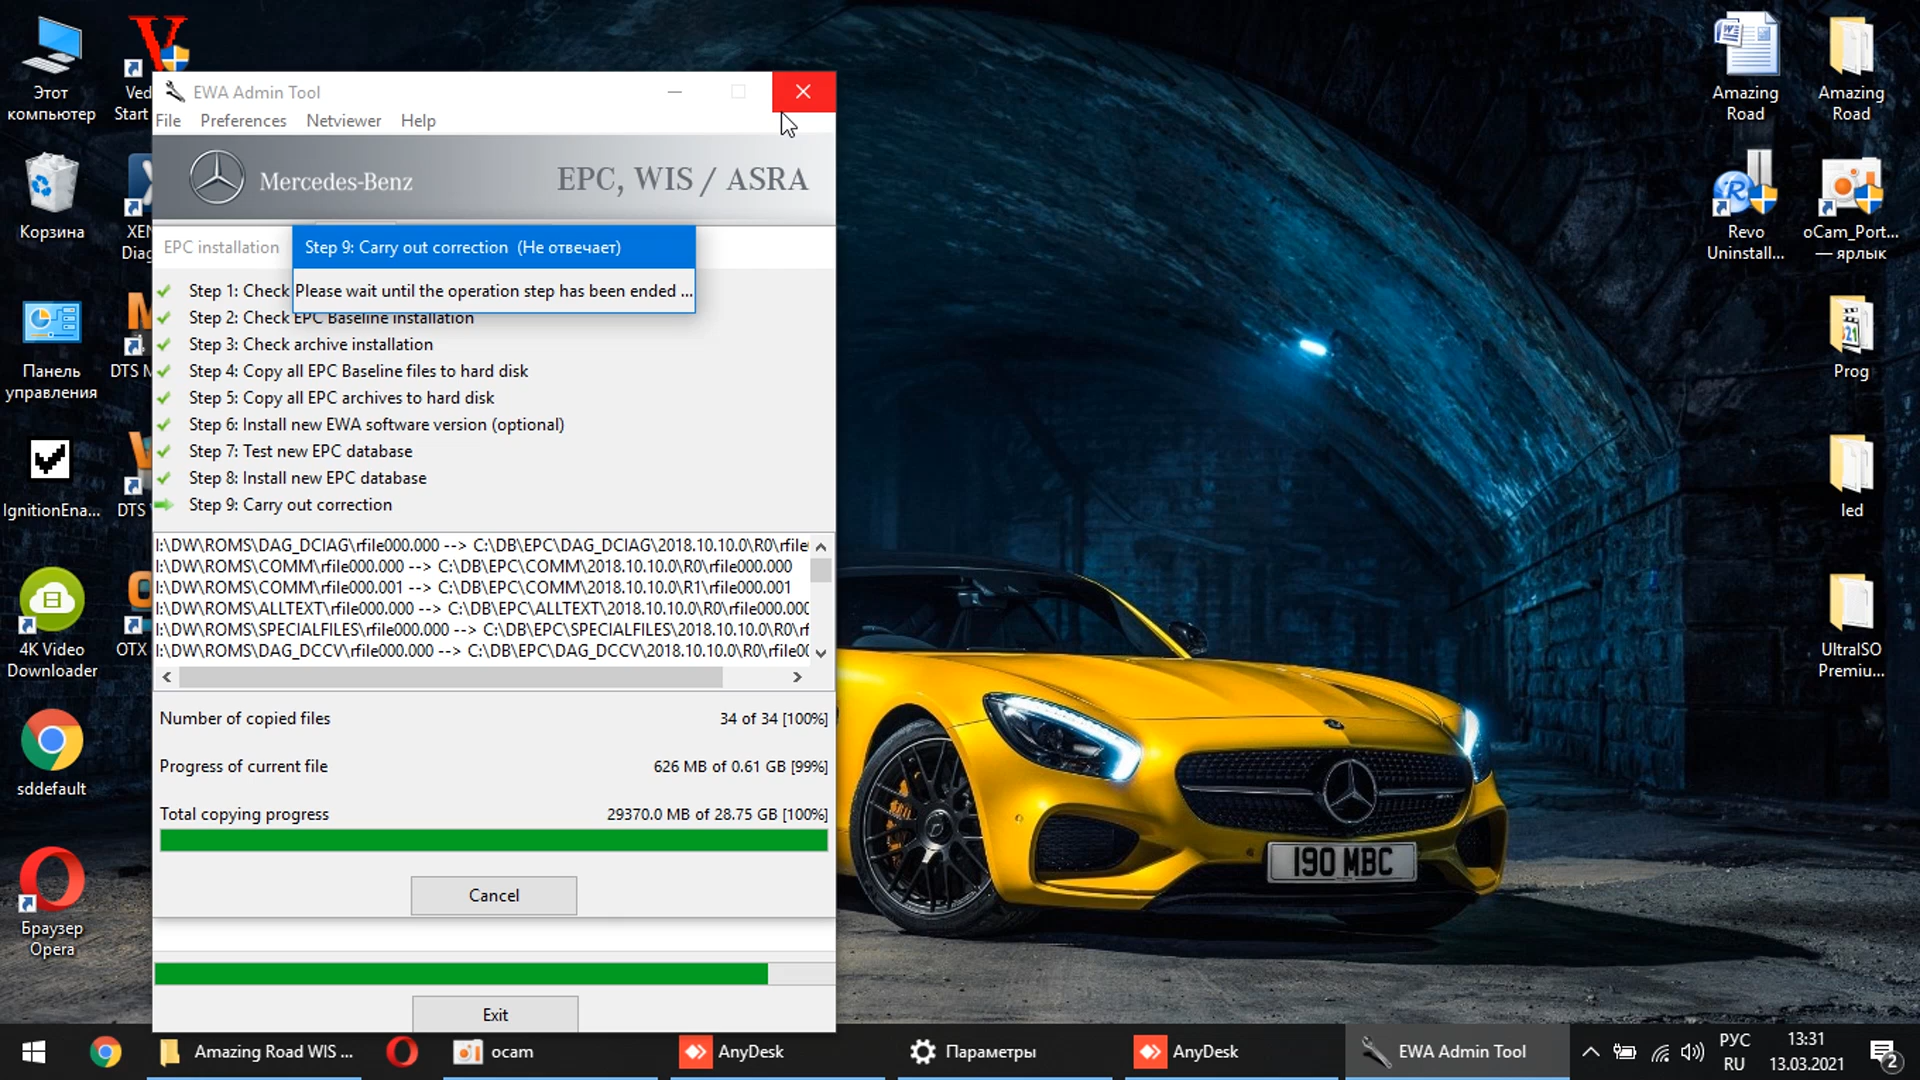 Этот
компьютер
V
Ved
Start
Корзина
XEN
Diag
Панель
управления
M
DTS M
IgnitionEna...
DTS
4K Video
Downloader
OTX
sddefault
Браузер
Opera
EWA Admin Tool
File Preferences Netviewer Help
Mercedes-Benz
EPC, WIS / ASRA
EPC installation
Step 9: Carry out correction (Не отвечает)
Please wait until the operation step has been ended ...
Step 1: Check
Step 2: Check EPC Baseline installation
Step 3: Check archive installation
Step 4: Copy all EPC Baseline files to hard disk
Step 5: Copy all EPC archives to hard disk
Step 6: Install new EWA software version (optional)
Step 7: Test new EPC database
Step 8: Install new EPC database
Step 9: Carry out correction
I:\DW\ROMS\DAG_DCIAG\rfile000.000 --> C:\DB\EPC\DAG_DCIAG\2018.10.10.0\R0\rfile
I:\DW\ROMS\COMM\rfile000.000 --> C:\DB\EPC\COMM\2018.10.10.0\R0\rfile000.000
I:\DW\ROMS\COMM\rfile000.001 --> C:\DB\EPC\COMM\2018.10.10.0\R1\rfile000.001
I:\DW\ROMS\ALLTEXT\rfile000.000 --> C:\DB\EPC\ALLTEXT\2018.10.10.0\R0\rfile000.000
I:\DW\ROMS\SPECIALFILES\rfile000.000 --> C:\DB\EPC\SPECIALFILES\2018.10.10.0\R0\rf
I:\DW\ROMS\DAG_DCCV\rfile000.000 --> C:\DB\EPC\DAG_DCCV\2018.10.10.0\R0\rfile00
Number of copied files 34 of 34 [100%]
Progress of current file 626 MB of 0.61 GB [99%]
Total copying progress 29370.0 MB of 28.75 GB [100%]
Cancel
Exit
190 MBC
Amazing
Road
Amazing
Road
Revo
Uninstall...
oCam_Port...
— ярлык
Prog
led
UltraISO
Premiu...
Amazing Road WIS ...
ocam
AnyDesk
Параметры
AnyDesk
EWA Admin Tool
РУС
RU
13:31
13.03.2021
2